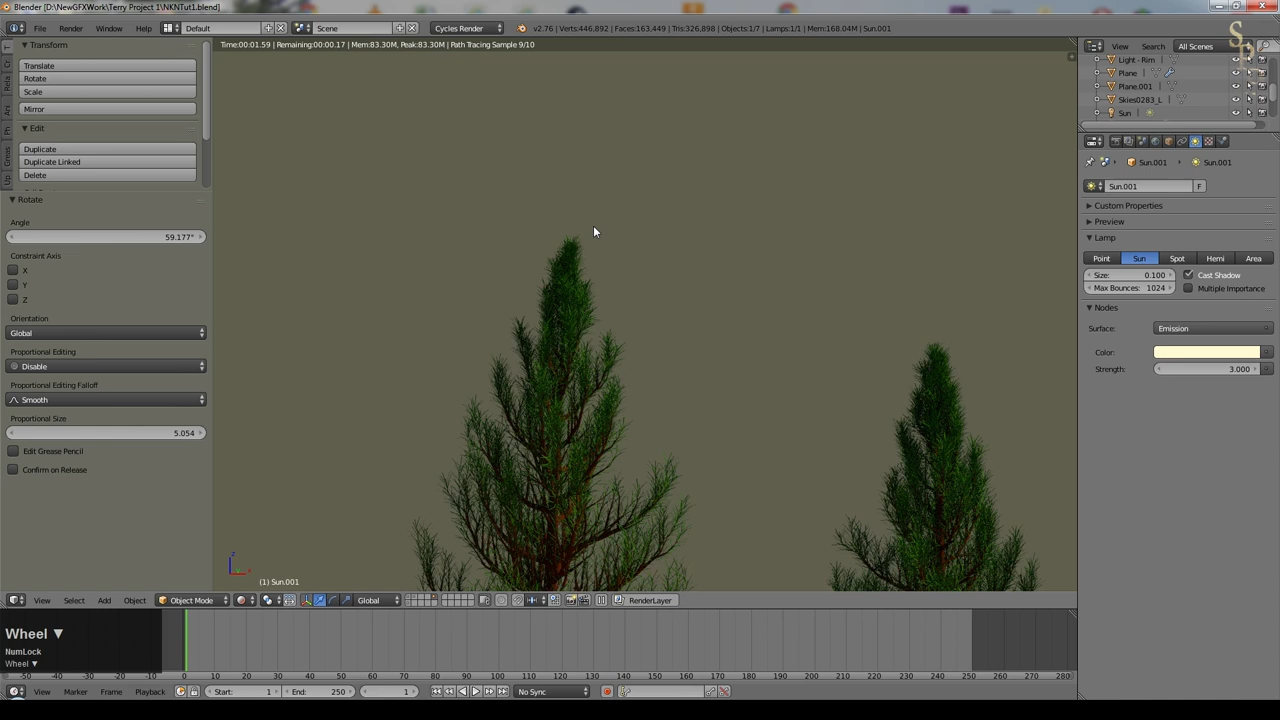 Blender [D:\NewGFXWork\Terry Project 1\NKNTut1.blend]
File Render Window Help Default Scene Cycles Render v2.76 | Verts:446,892 | Faces:163,449 | Tris:326,898 | Objects:1/7 | Lamps:1/1 | Mem:168.04M | Sun.001
Time:00:01.59 | Remaining:00:00.17 | Mem:83.30M, Peak:83.30M | Path Tracing Sample 9/10
Transform
Translate
Rotate
Scale
Mirror
Edit
Duplicate
Duplicate Linked
Delete
Rotate
Angle
59.177°
Constraint Axis
X
Y
Z
Orientation
Global
Proportional Editing
Disable
Proportional Editing Falloff
Smooth
Proportional Size
5.054
Edit Grease Pencil
Confirm on Release
z
(1) Sun.001
View Select Add Object Object Mode Global RenderLayer
Wheel ▼
NumLock
Wheel ▼
-50 -40 -30 -20 -10 0 10 20 30 40 50 60 70 80 90 100 110 120 130 140 150 160 170 180 190 200 210 220 230 240 250 260 270 280
View Marker Frame Playback Start: 1 End: 250 1 No Sync
View Search All Scenes
Light - Rim
Plane
Plane.001
Skies0283_L
Sun
Sun.001 Sun.001
Sun.001 F
Custom Properties
Preview
Lamp
Point Sun Spot Hemi Area
Size: 0.100 Cast Shadow
Max Bounces: 1024 Multiple Importance
Nodes
Surface: Emission
Color:
Strength: 3.000